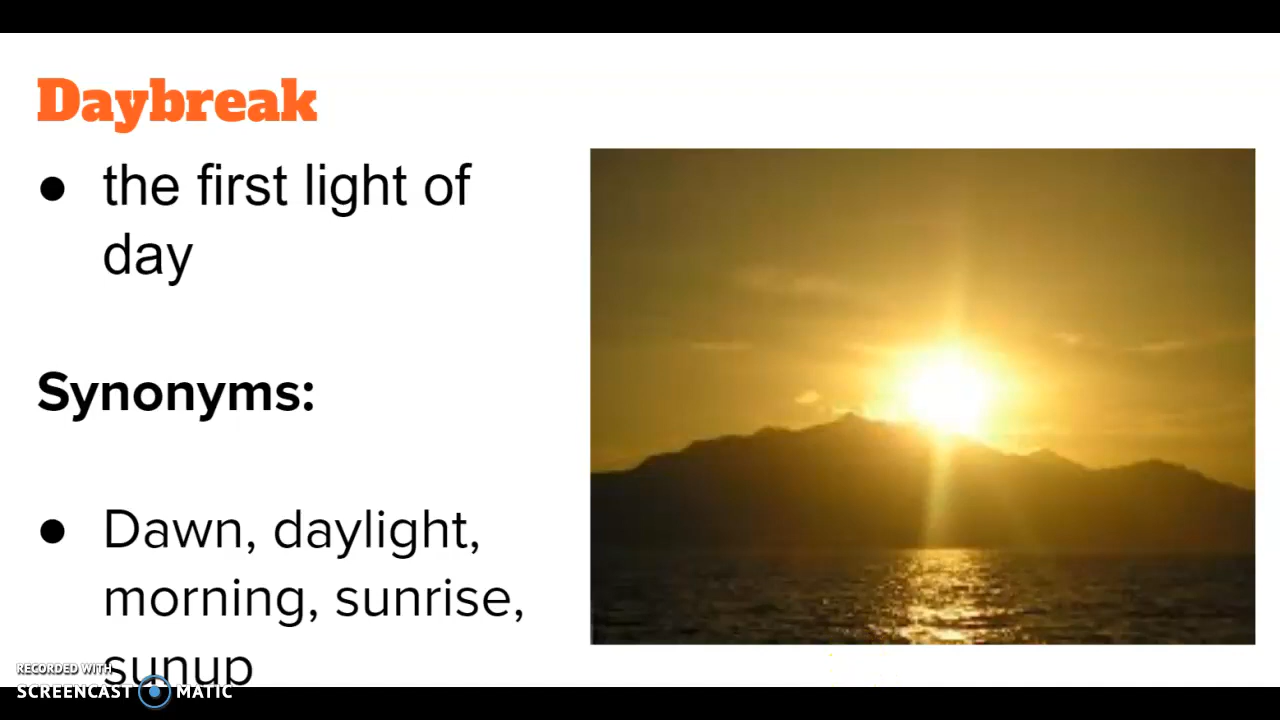 Daybreak
● the first light of
day
Synonyms:
● Dawn, daylight,
morning, sunrise,
sunup
RECORDED WITH
SCREENCAST MATIC